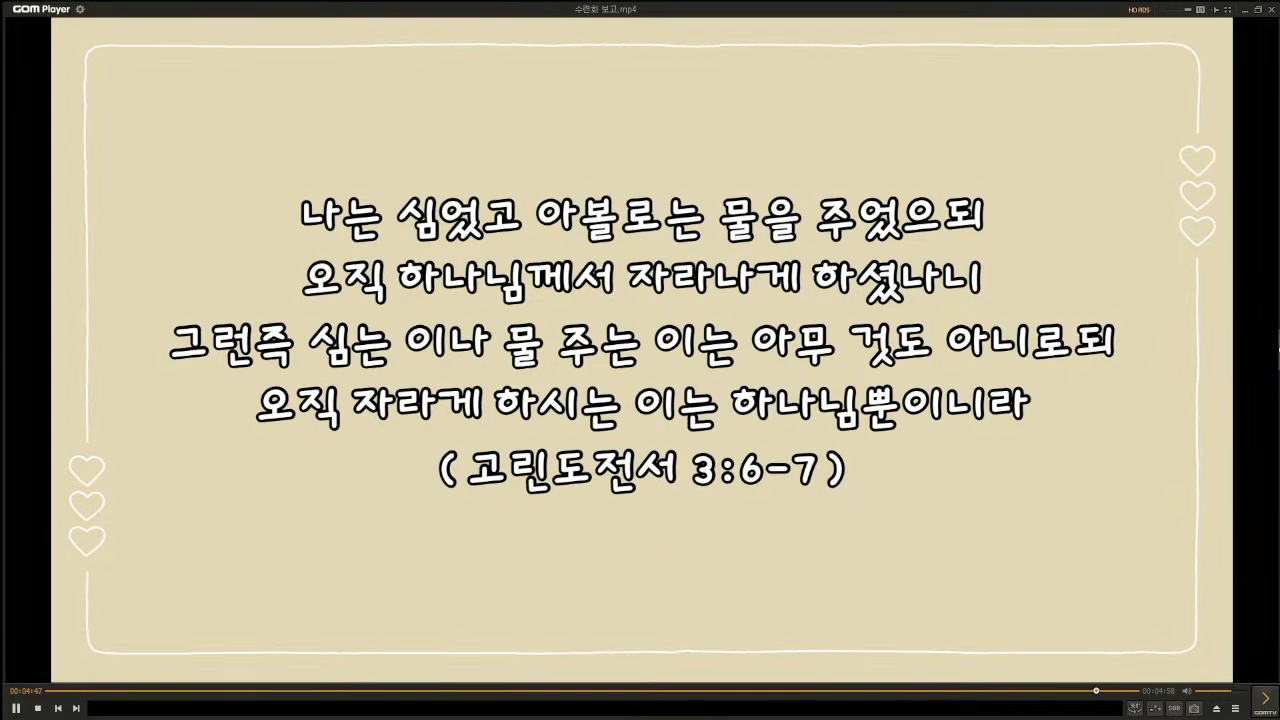 GOM Player
수련회 보고.mp4
NO ADS
나는 심었고 아볼로는 물을 주었으되
오직 하나님께서 자라나게 하셨나니
그런즉 심는 이나 물 주는 이는 아무 것도 아니로되
오직 자라게 하시는 이는 하나님뿐이니라
( 고린도전서 3:6-7 )
00:04:47
00:04:58
SUB
GOMTV